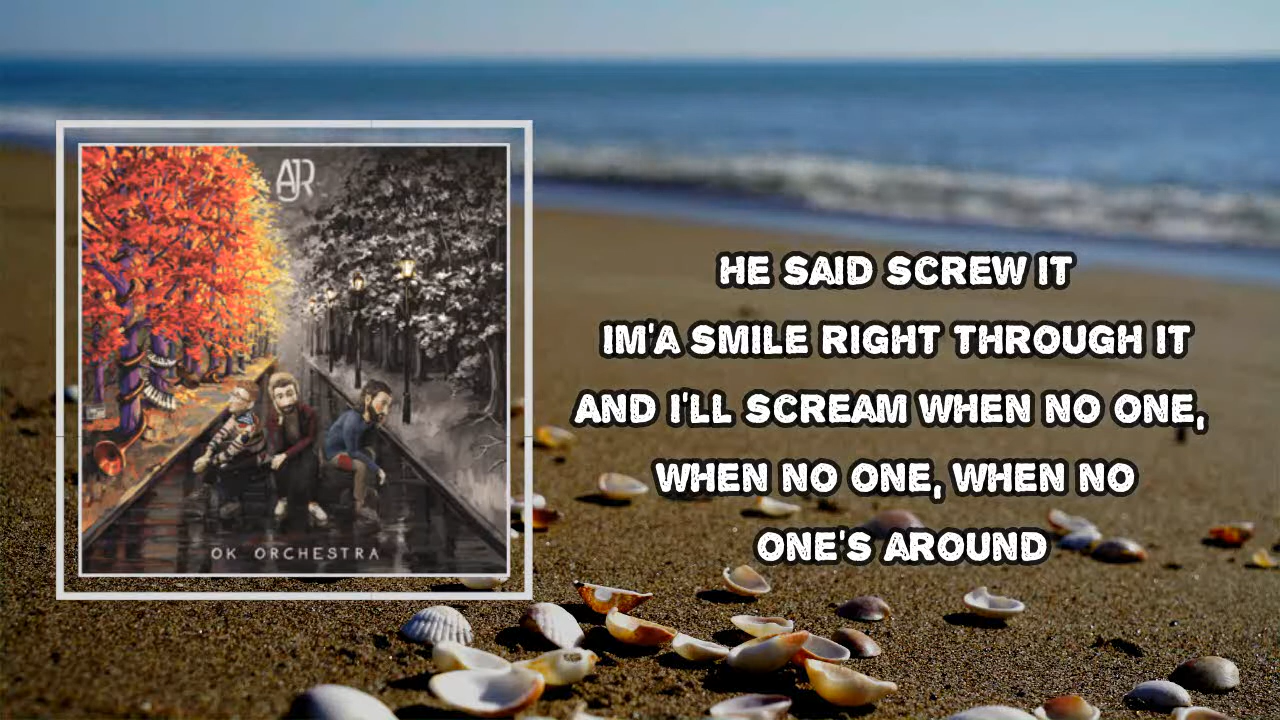 AJR
OK ORCHESTRA
HE SAID SCREW IT
IM'A SMILE RIGHT THROUGH IT
AND I'LL SCREAM WHEN NO ONE,
WHEN NO ONE, WHEN NO
ONE'S AROUND